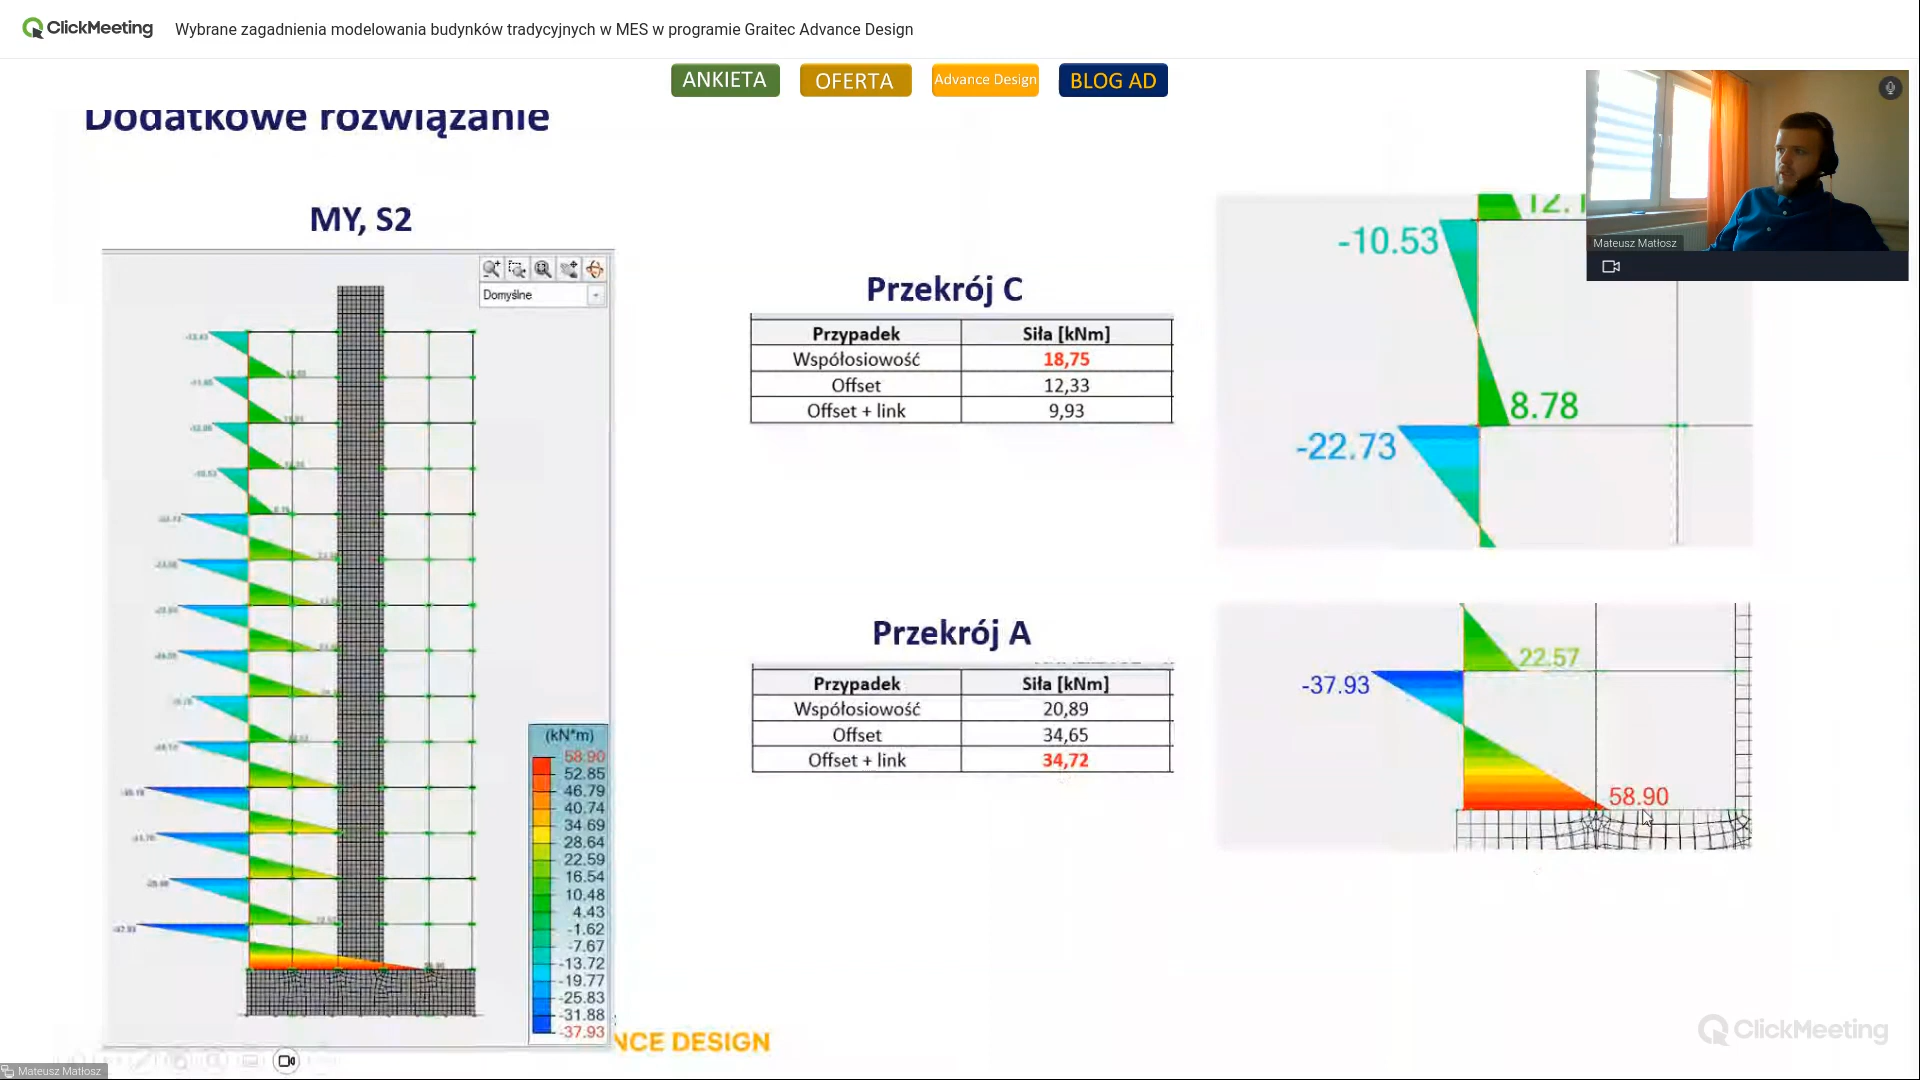 ClickMeeting
Wybrane zagadnienia modelowania budynków tradycyjnych w MES w programie Graitec Advance Design
ANKIETA
OFERTA
Advance Design
BLOG AD
Dodatkowe rozwiązanie
MY, S2
Domyślne
(kN*m)
58.90
52.85
46.79
40.74
34.69
28.64
22.59
16.54
10.48
4.43
-1.62
-7.67
-13.72
-19.77
-25.83
-31.88
-37.93
Przekrój C
Przypadek Siła [kNm]
Współosiowość 18,75
Offset 12,33
Offset + link 9,93
Przekrój A
Przypadek Siła [kNm]
Współosiowość 20,89
Offset 34,65
Offset + link 34,72
-10.53
8.78
-22.73
22.57
-37.93
58.90
Mateusz Matłosz
NCE DESIGN
ClickMeeting
Mateusz Matłosz